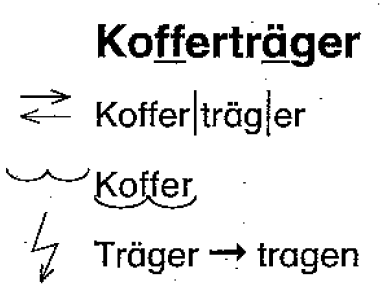 Kofferträger
Koffer|träg|er
Koffer
Träger → tragen